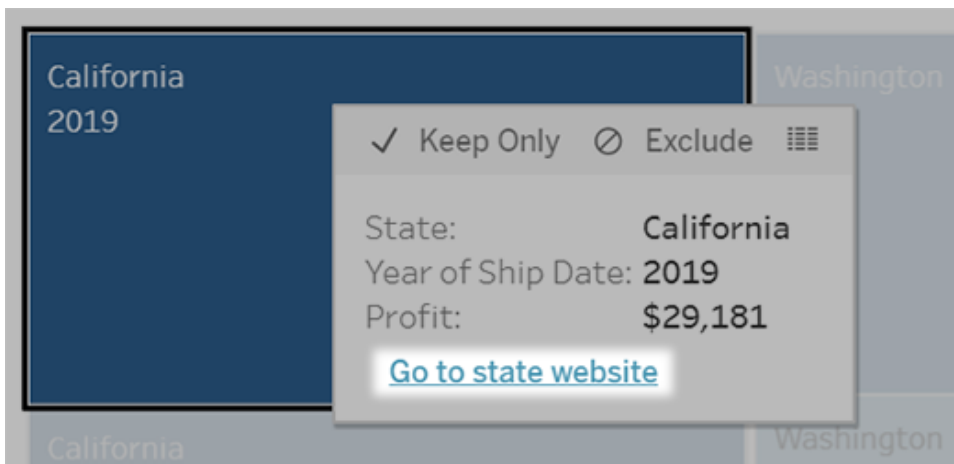 California
2019
Washington
Keep Only Exclude
State: California
Year of Ship Date: 2019
Profit: $29,181
Go to state website
California
Washington